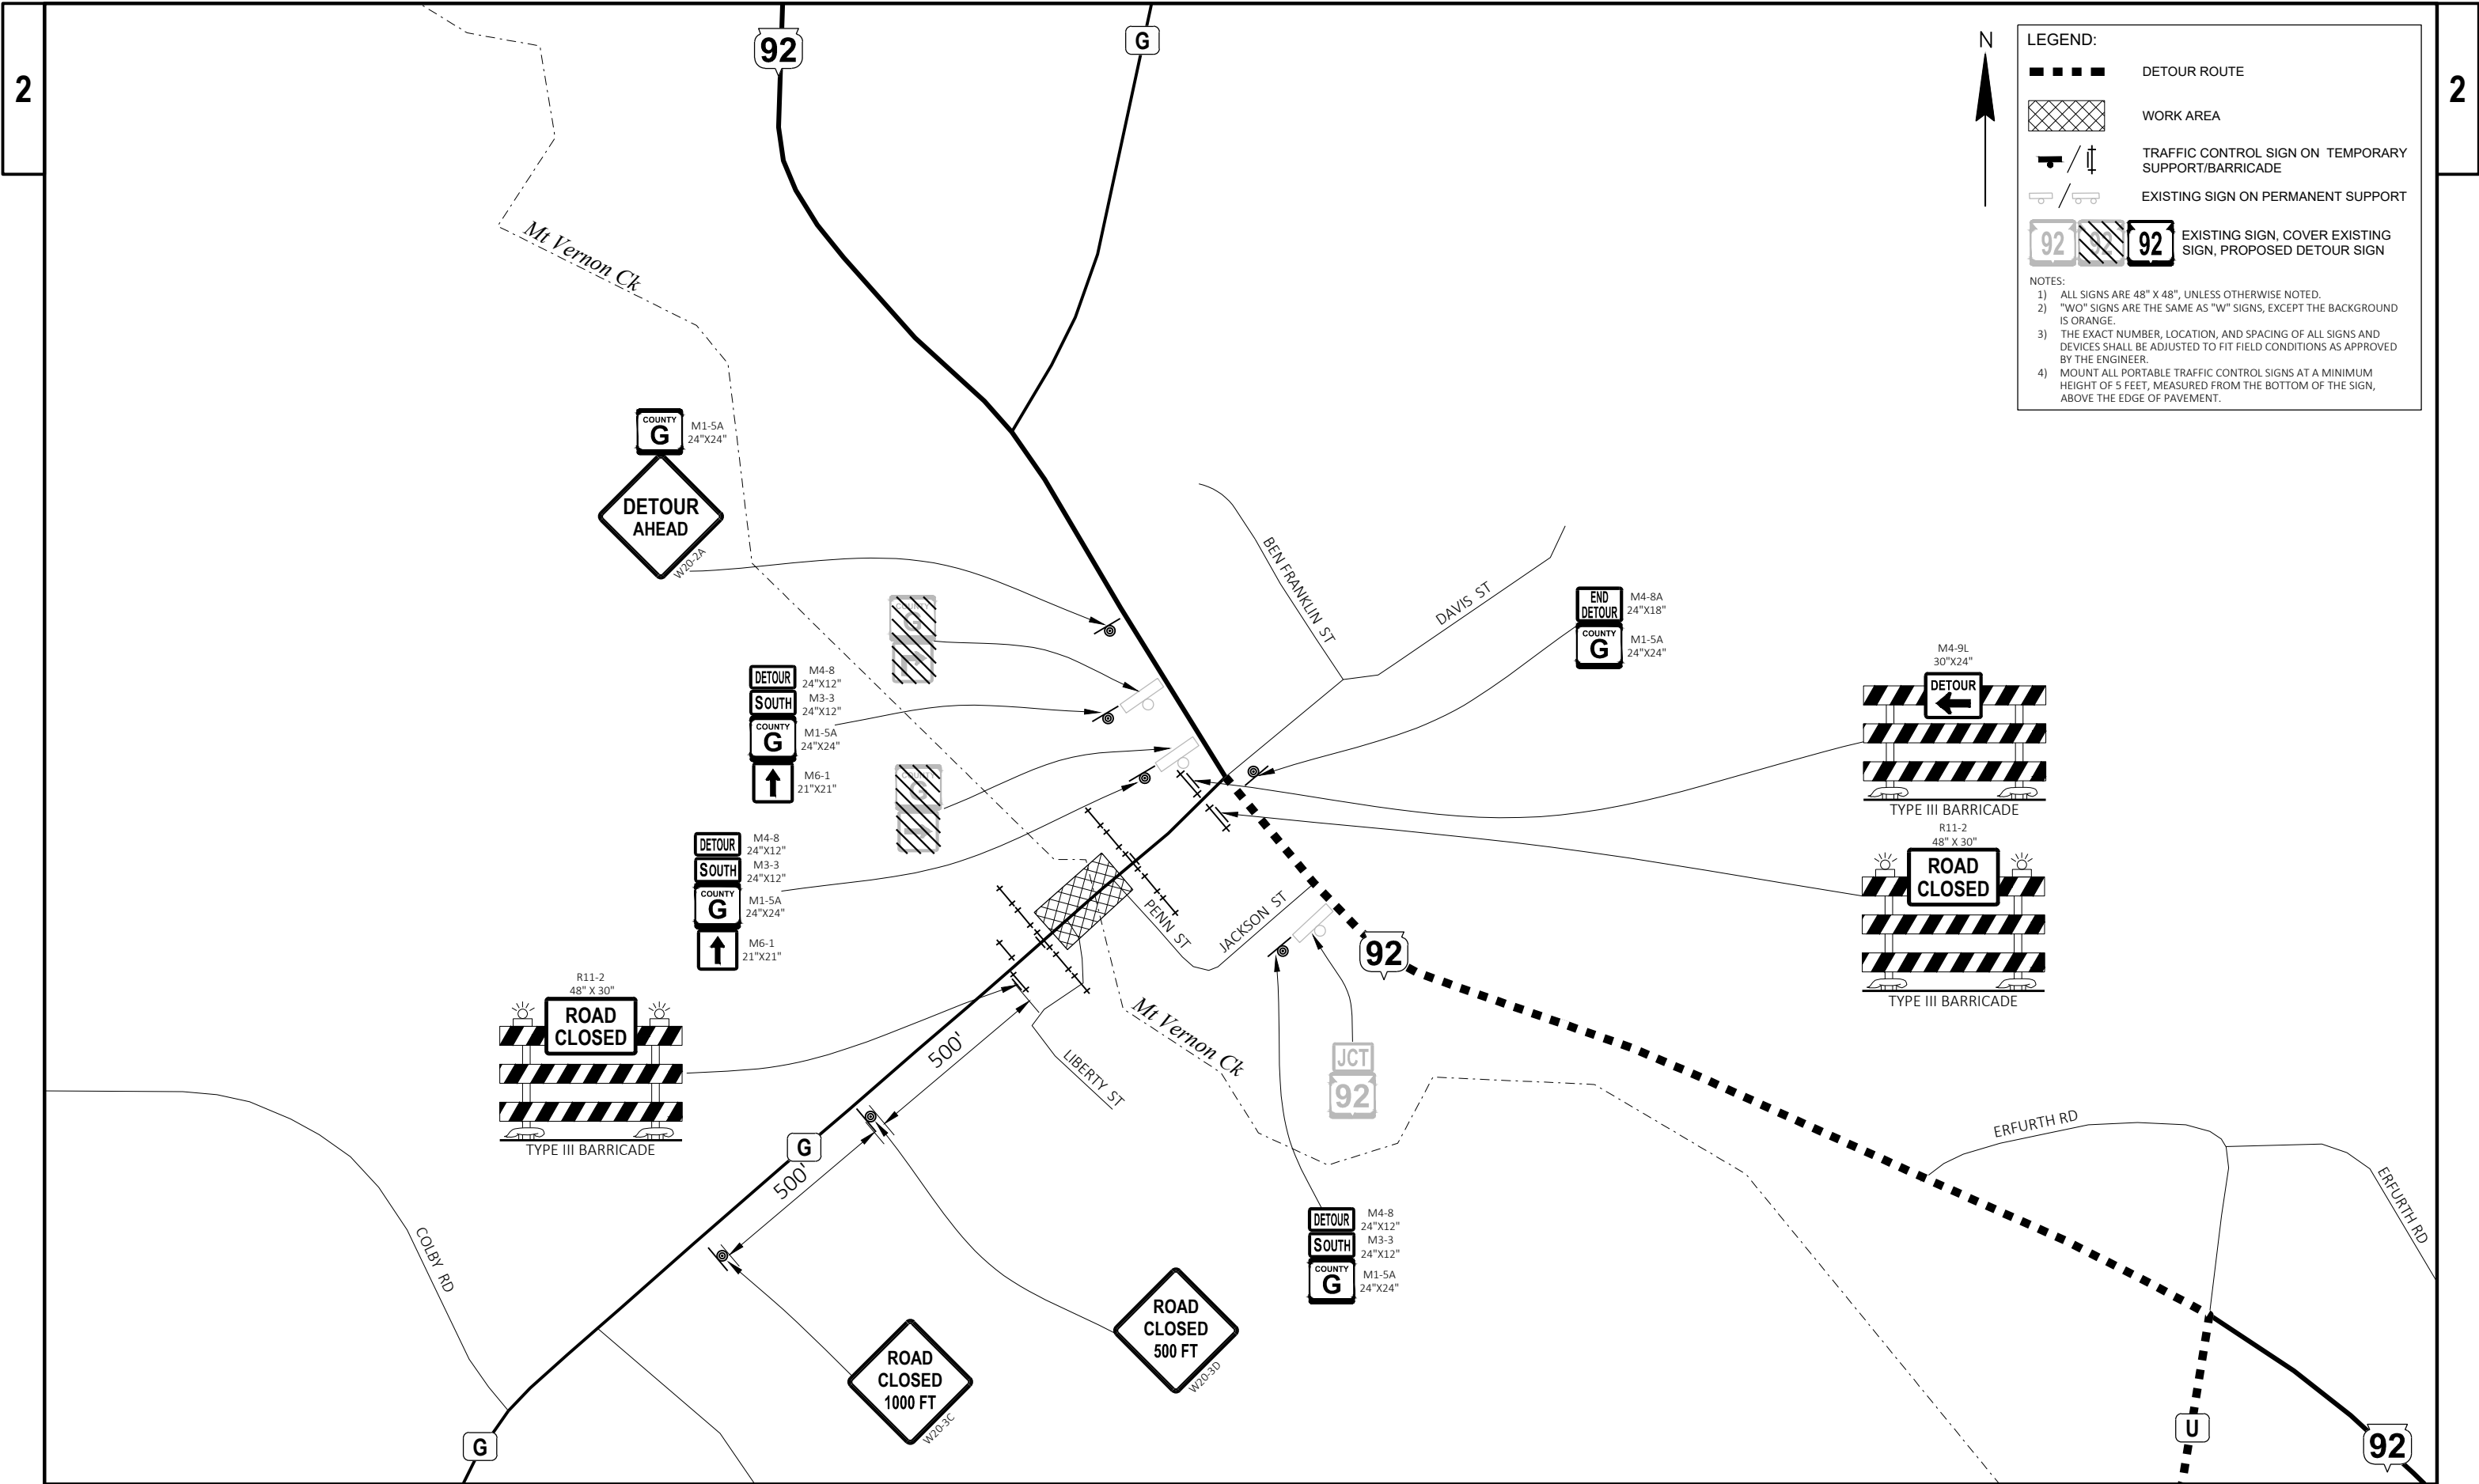 2
2
92
G
N
LEGEND:
DETOUR ROUTE
WORK AREA
TRAFFIC CONTROL SIGN ON TEMPORARY
SUPPORT/BARRICADE
EXISTING SIGN ON PERMANENT SUPPORT
92 92 92
EXISTING SIGN, COVER EXISTING
SIGN, PROPOSED DETOUR SIGN
NOTES:
1) ALL SIGNS ARE 48" X 48", UNLESS OTHERWISE NOTED.
2) "WO" SIGNS ARE THE SAME AS "W" SIGNS, EXCEPT THE BACKGROUND
IS ORANGE.
3) THE EXACT NUMBER, LOCATION, AND SPACING OF ALL SIGNS AND
DEVICES SHALL BE ADJUSTED TO FIT FIELD CONDITIONS AS APPROVED
BY THE ENGINEER.
4) MOUNT ALL PORTABLE TRAFFIC CONTROL SIGNS AT A MINIMUM
HEIGHT OF 5 FEET, MEASURED FROM THE BOTTOM OF THE SIGN,
ABOVE THE EDGE OF PAVEMENT.
Mt Vernon Ck
COUNTY
G
M1-5A
24"X24"
DETOUR
AHEAD
W20-2A
BEN FRANKLIN ST
DAVIS ST
COUNTY
G
END
DETOUR
M4-8A
24"X18"
COUNTY
G
M1-5A
24"X24"
DETOUR
M4-8
24"X12"
SOUTH
M3-3
24"X12"
COUNTY
G
M1-5A
24"X24"
M6-1
21"X21"
M4-9L
30"X24"
DETOUR
TYPE III BARRICADE
COUNTY
G
DETOUR
M4-8
24"X12"
SOUTH
M3-3
24"X12"
COUNTY
G
M1-5A
24"X24"
M6-1
21"X21"
R11-2
48" X 30"
ROAD
CLOSED
TYPE III BARRICADE
PENN ST
JACKSON ST
92
R11-2
48" X 30"
ROAD
CLOSED
TYPE III BARRICADE
Mt Vernon Ck
LIBERTY ST
500'
500'
G
JCT
92
ERFURTH RD
ERFURTH RD
COLBY RD
DETOUR
M4-8
24"X12"
SOUTH
M3-3
24"X12"
COUNTY
G
M1-5A
24"X24"
ROAD
CLOSED
500 FT
W20-3D
ROAD
CLOSED
1000 FT
W20-3C
G
U
92